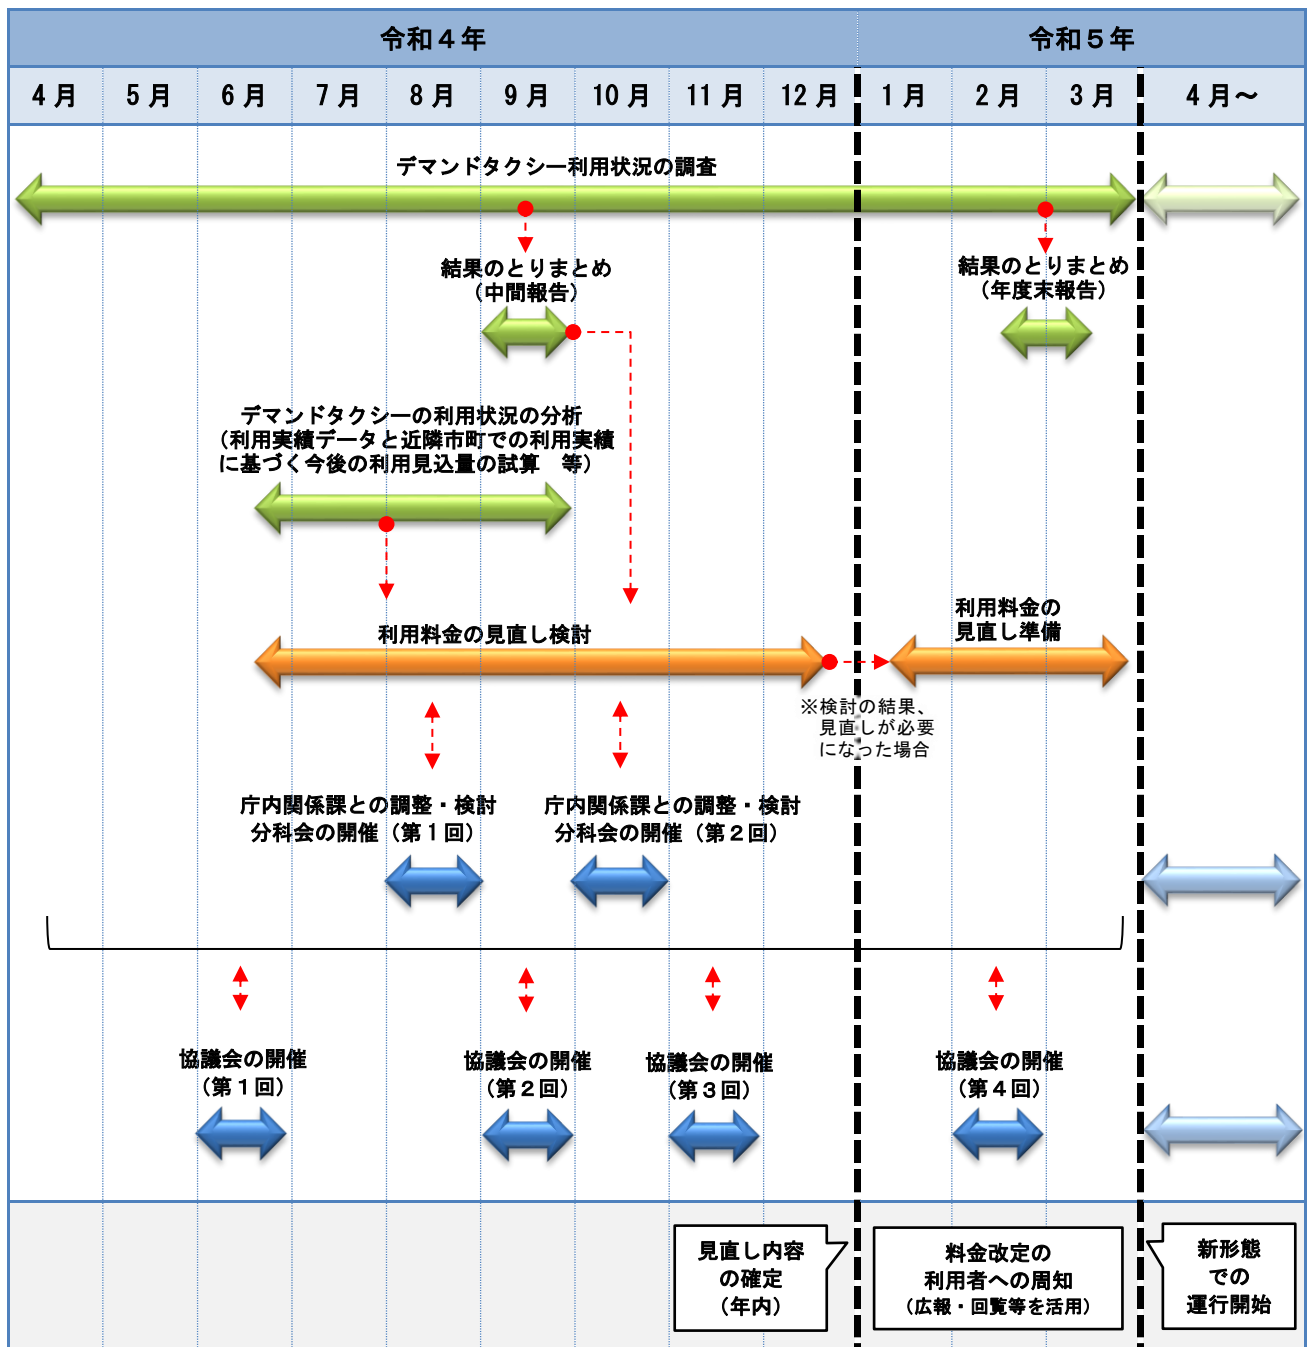 令和４年
令和５年
4 月
5 月
6 月
7 月
8 月
9 月
10 月
11 月
12 月
1 月
2 月
3 月
4 月～
デマンドタクシー利用状況の調査
結果のとりまとめ
（中間報告）
結果のとりまとめ
（年度末報告）
デマンドタクシーの利用状況の分析
（利用実績データと近隣市町での利用実績
に基づく今後の利用見込量の試算　等）
利用料金の見直し検討
利用料金の
見直し準備
※検討の結果、
見直しが必要
になった場合
庁内関係課との調整・検討
分科会の開催（第１回）
庁内関係課との調整・検討
分科会の開催（第２回）
協議会の開催
（第１回）
協議会の開催
（第２回）
協議会の開催
（第３回）
協議会の開催
（第４回）
見直し内容
の確定
（年内）
料金改定の
利用者への周知
（広報・回覧等を活用）
新形態
での
運行開始